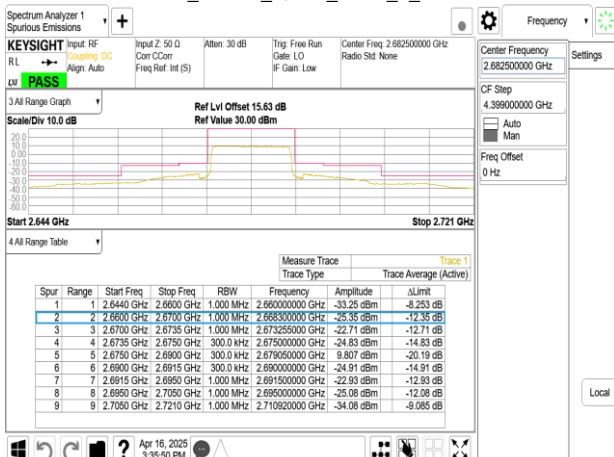 Spectrum Analyzer 1
Spurious Emissions
Frequency
KEYSIGHT Input: RF Input Z: 50 Ω Atten: 30 dB Trig: Free Run Center Freq: 2.682500000 GHz
RL Coupling: DC Corr CCorr Gate: LO Radio Std: None
Align: Auto Freq Ref: Int (S) IF Gain: Low
PASS
Center Frequency
2.682500000 GHz
Settings
CF Step
4.399000000 GHz
Auto
Man
Freq Offset
0 Hz
3 All Range Graph
Ref Lvl Offset 15.63 dB
Scale/Div 10.0 dB Ref Value 30.00 dBm
20.0
10.0
0.00
-10.0
-20.0
-30.0
-40.0
-50.0
-60.0
Start 2.644 GHz Stop 2.721 GHz
4 All Range Table
Measure Trace Trace 1
Trace Type Trace Average (Active)
Spur Range Start Freq Stop Freq RBW Frequency Amplitude ΔLimit
1 1 2.6440 GHz 2.6600 GHz 1.000 MHz 2.660000000 GHz -33.25 dBm -8.253 dB
2 2 2.6600 GHz 2.6700 GHz 1.000 MHz 2.668300000 GHz -25.35 dBm -12.35 dB
3 3 2.6700 GHz 2.6735 GHz 1.000 MHz 2.673255000 GHz -22.71 dBm -12.71 dB
4 4 2.6735 GHz 2.6750 GHz 300.0 kHz 2.675000000 GHz -24.83 dBm -14.83 dB
5 5 2.6750 GHz 2.6900 GHz 300.0 kHz 2.679050000 GHz 9.807 dBm -20.19 dB
6 6 2.6900 GHz 2.6915 GHz 300.0 kHz 2.690000000 GHz -24.91 dBm -14.91 dB
7 7 2.6915 GHz 2.6950 GHz 1.000 MHz 2.691500000 GHz -22.93 dBm -12.93 dB
8 8 2.6950 GHz 2.7050 GHz 1.000 MHz 2.695000000 GHz -25.08 dBm -12.08 dB
9 9 2.7050 GHz 2.7210 GHz 1.000 MHz 2.710920000 GHz -34.08 dBm -9.085 dB
Local
Apr 16, 2025
3:35:50 PM